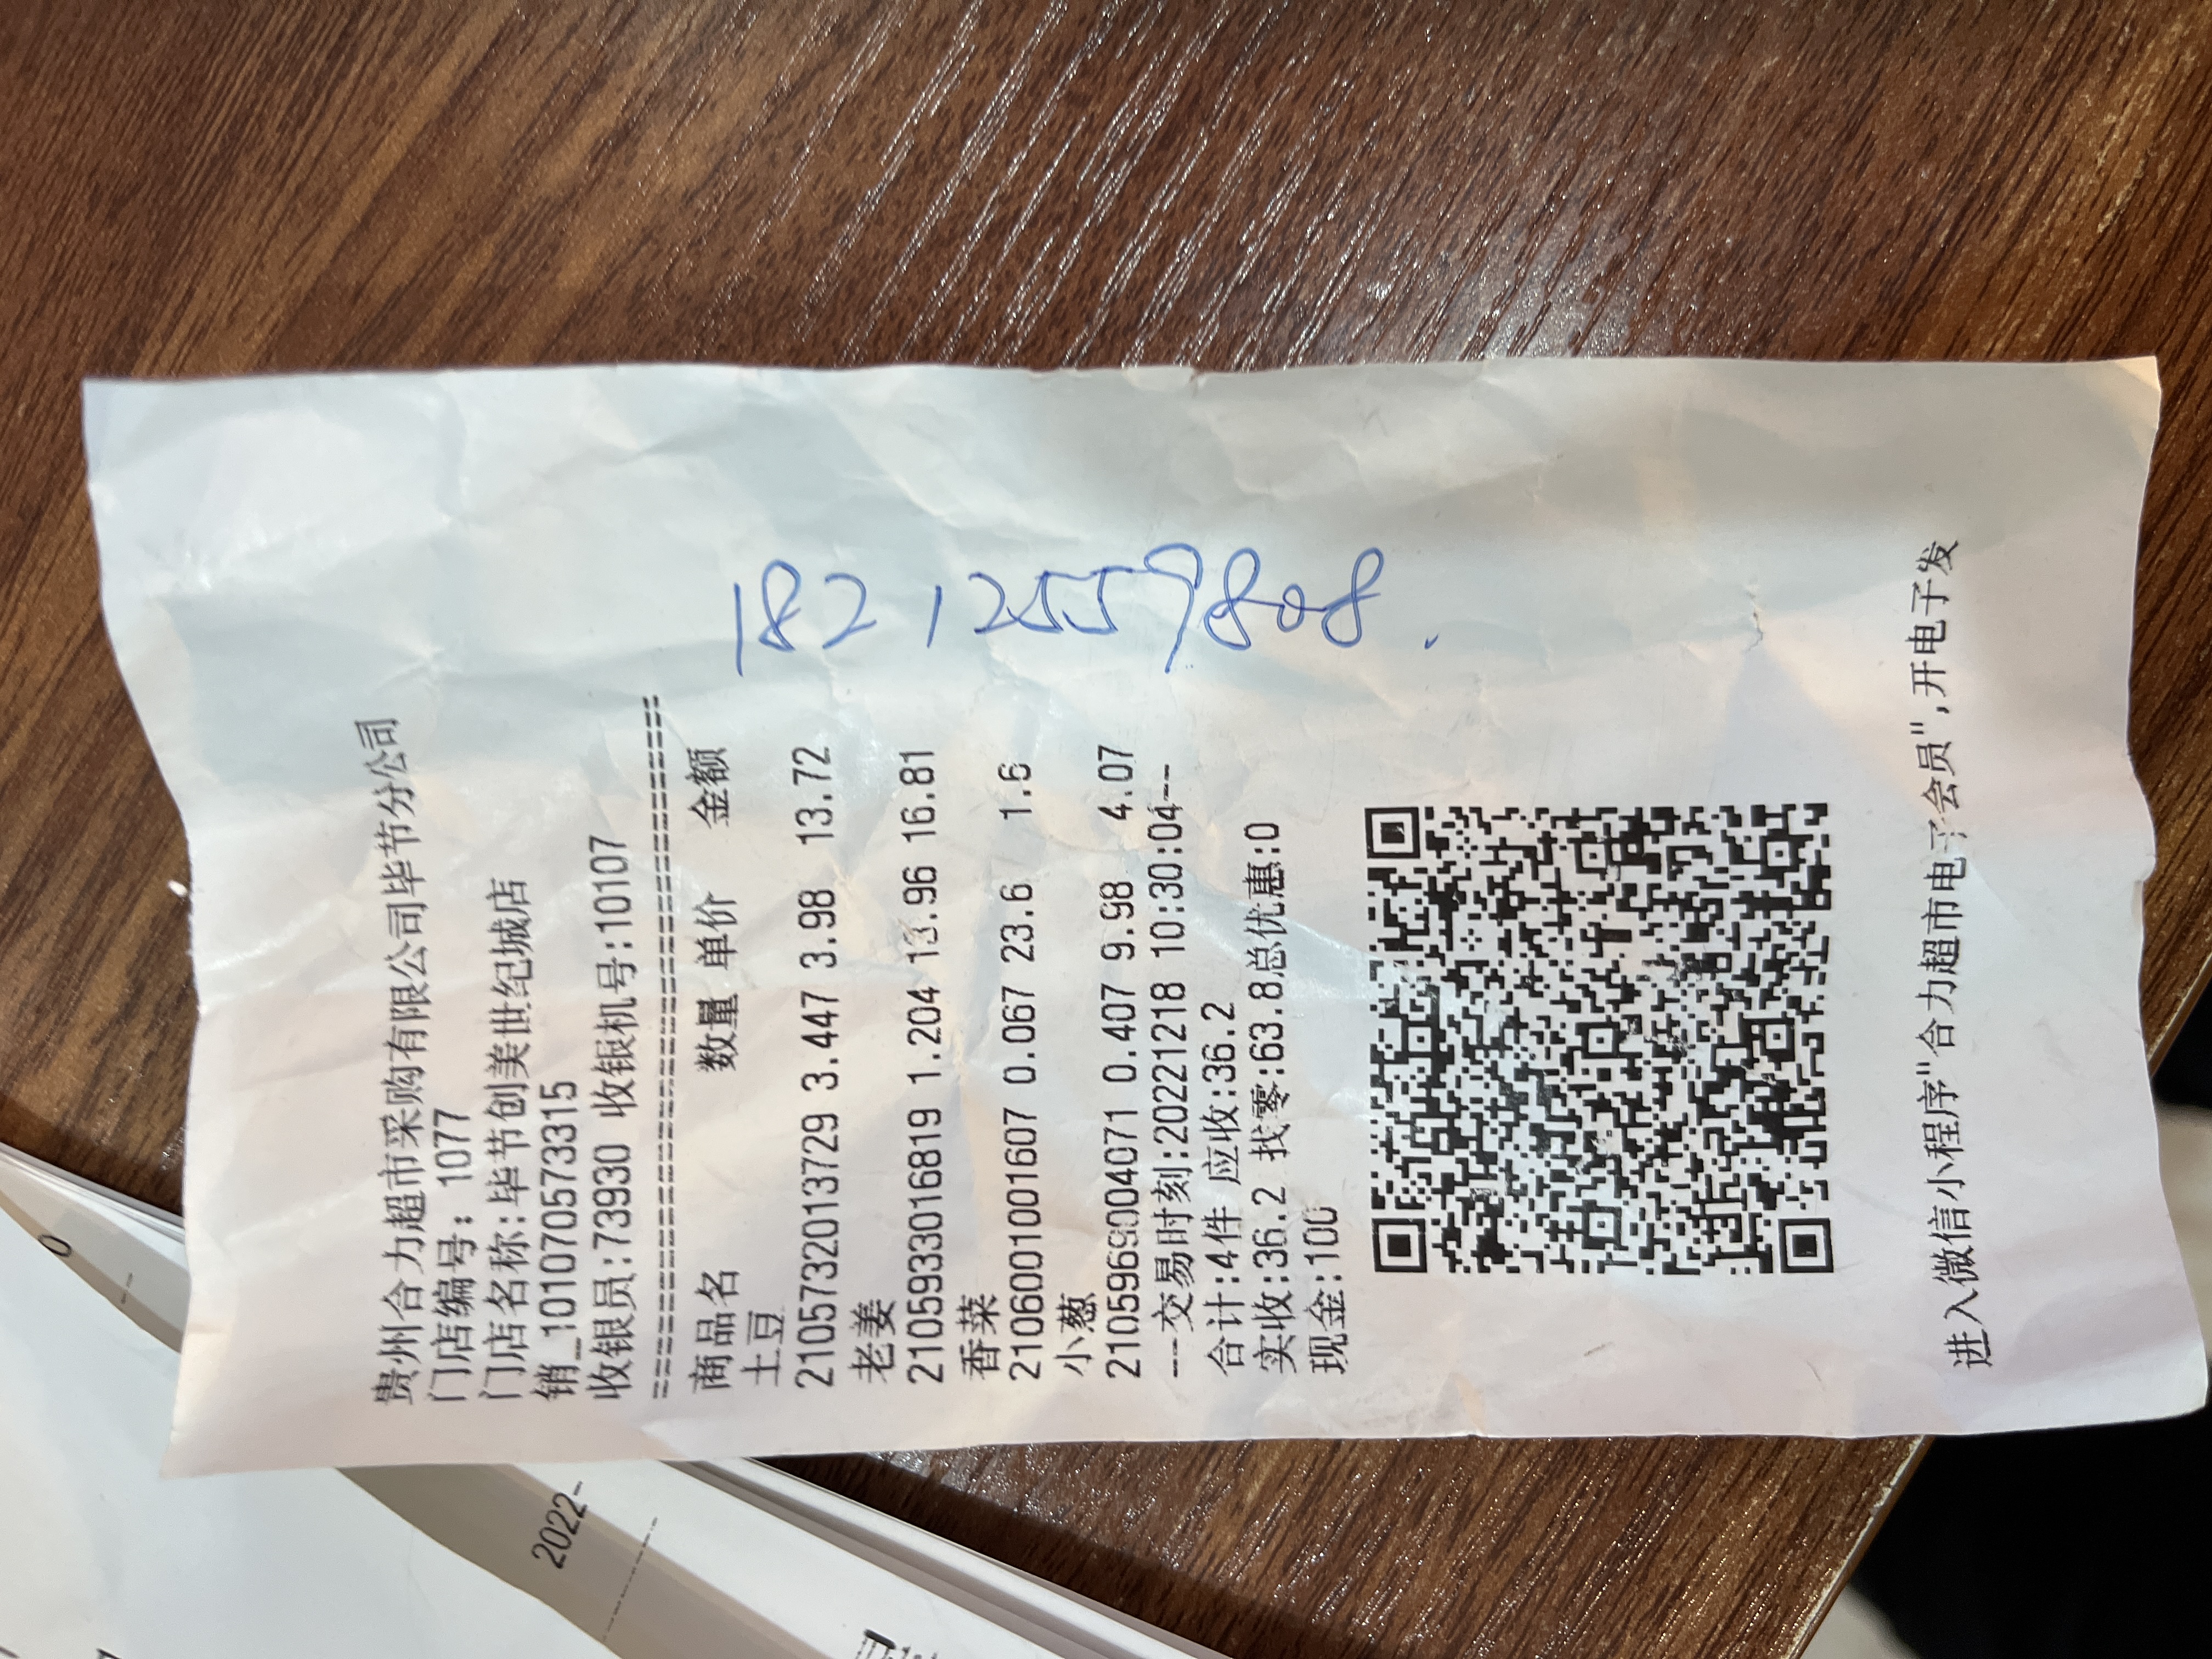 贵州合力超市采购有限公司毕节分公司
门店编号: 1077
门店名称:毕节创美世纪城店
销_1010770573315
收银员:73930 收银机号:10107
商品名 数量 单价 金额
土豆
2105732013729 3.447 3.98 13.72
老姜
2105933016819 1.204 13.96 16.81
香菜
2106001001607 0.067 23.6 1.6
小葱
2105969004071 0.407 9.98 4.07
---交易时刻:20221218 10:30:04--
合计:4件 应收:36.2
实收:36.2 找零:63.8总优惠:0
现金:100
进入微信小程序"合力超市电子会员",开电子发
18212559808.
2022-